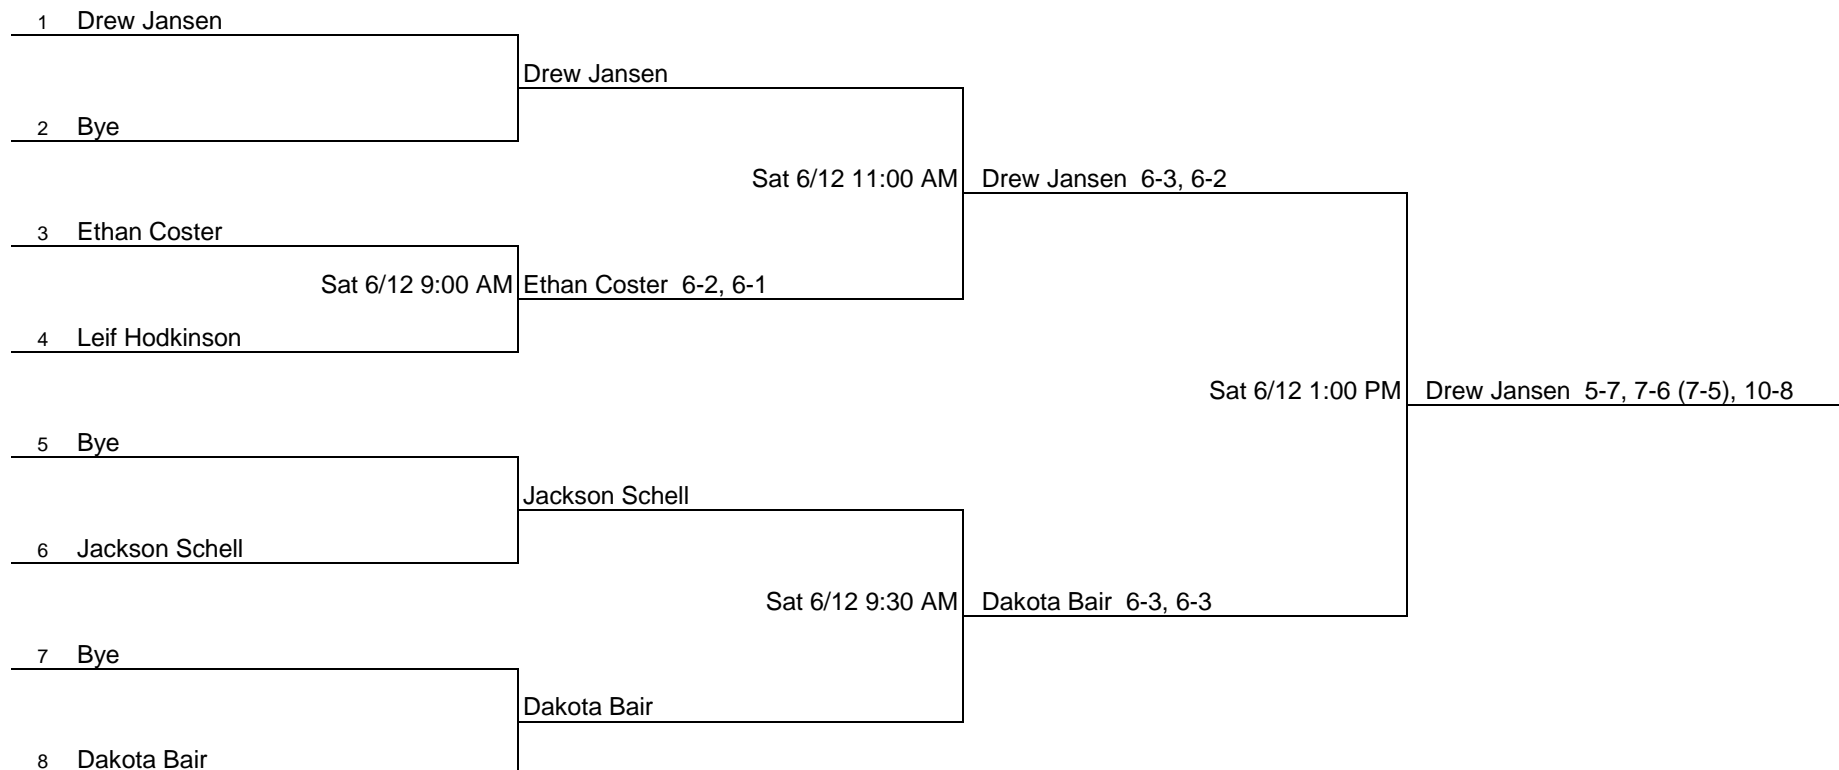 1 Drew Jansen
Drew Jansen
2 Bye
Sat 6/12 11:00 AM Drew Jansen 6-3, 6-2
3 Ethan Coster
Sat 6/12 9:00 AM Ethan Coster 6-2, 6-1
4 Leif Hodkinson
Sat 6/12 1:00 PM Drew Jansen 5-7, 7-6 (7-5), 10-8
5 Bye
Jackson Schell
6 Jackson Schell
Sat 6/12 9:30 AM Dakota Bair 6-3, 6-3
7 Bye
Dakota Bair
8 Dakota Bair